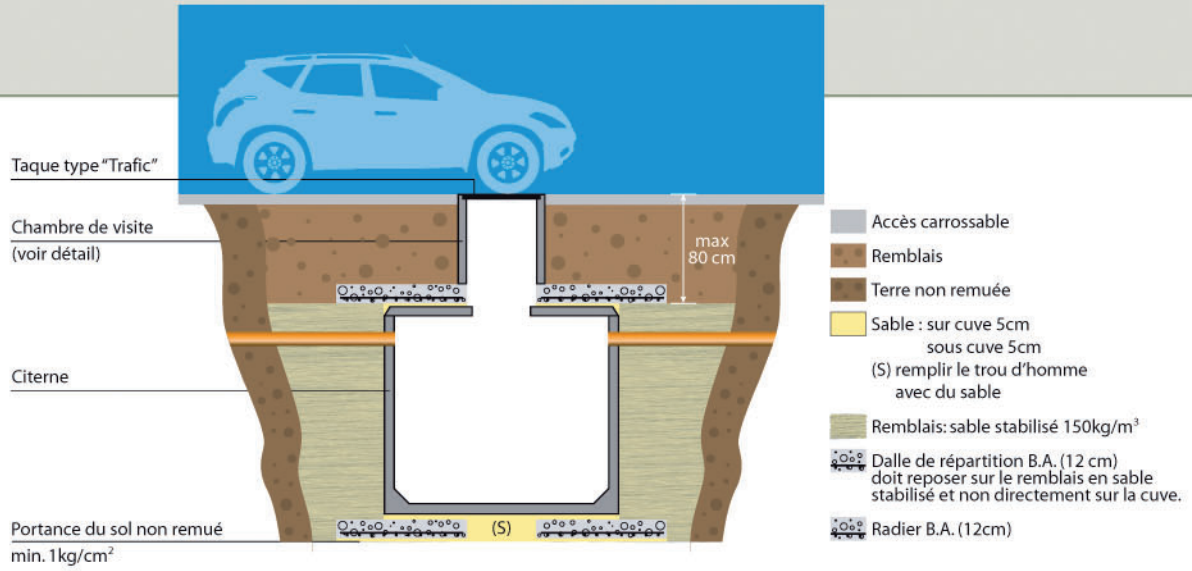 Taque type “Trafic”
Chambre de visite
(voir détail)
Citerne
Portance du sol non remué
min. 1kg/cm²
max
80 cm
(S)
Accès carrossable
Remblais
Terre non remuée
Sable : sur cuve 5cm
sous cuve 5cm
(S) remplir le trou d’homme
avec du sable
Remblais: sable stabilisé 150kg/m³
Dalle de répartition B.A. (12 cm)
doit reposer sur le remblais en sable
stabilisé et non directement sur la cuve.
Radier B.A. (12cm)